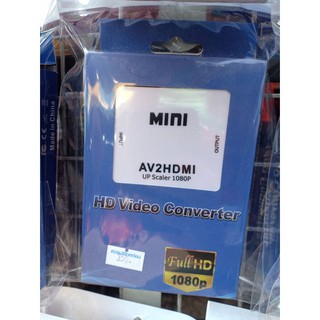 MINI
INPUT
OUTPUT
AV2HDMI
UP Scaler 1080P
HD Video Converter
Full HD
1080p
Made in China